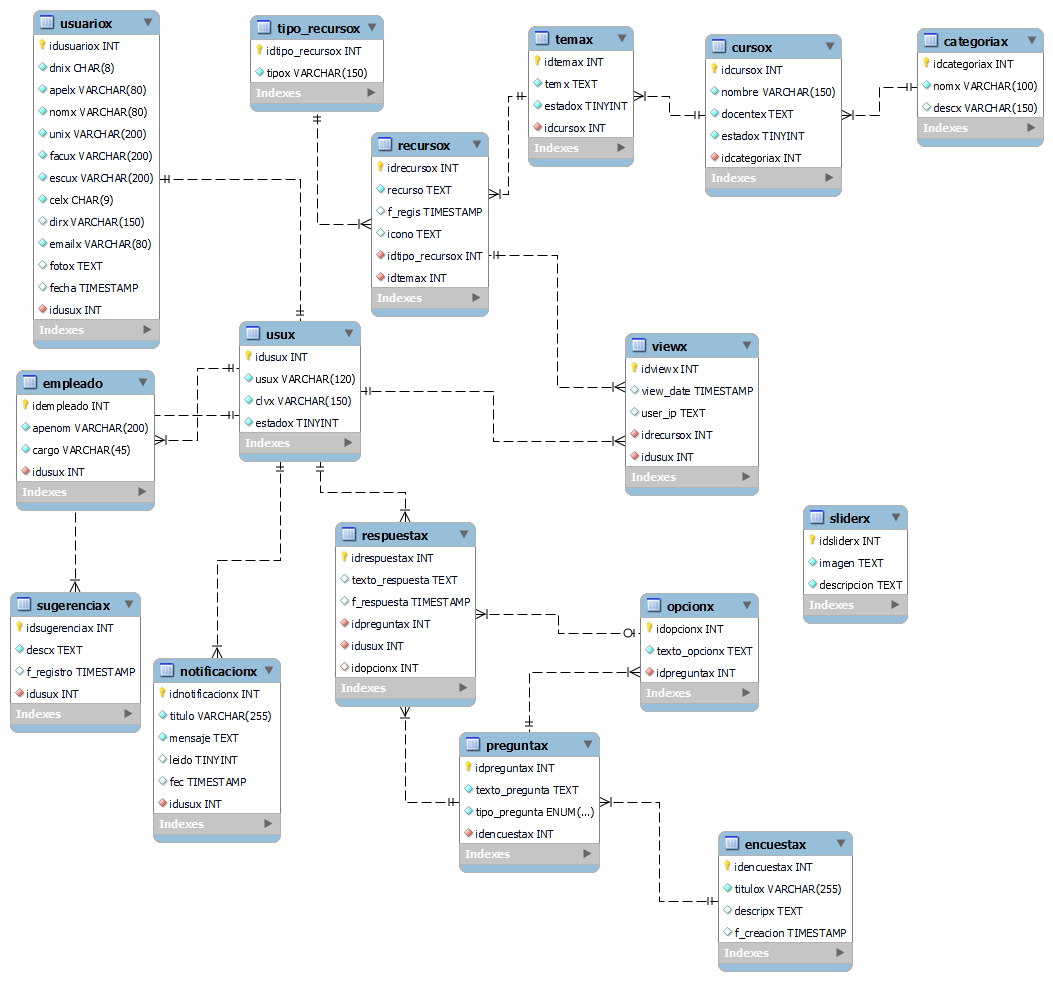 usuariox
idusuariox INT
dnix CHAR(8)
apelx VARCHAR(80)
nomx VARCHAR(80)
unix VARCHAR(200)
facux VARCHAR(200)
escux VARCHAR(200)
celx CHAR(9)
dirx VARCHAR(150)
emailx VARCHAR(80)
fotox TEXT
fecha TIMESTAMP
idusux INT
Indexes
tipo_recursox
idtipo_recursox INT
tipox VARCHAR(150)
Indexes
recursox
idrecursox INT
recurso TEXT
f_regis TIMESTAMP
icono TEXT
idtipo_recursox INT
idtemax INT
Indexes
temax
idtemax INT
temx TEXT
estadox TINYINT
idcursox INT
Indexes
cursox
idcursox INT
nombre VARCHAR(150)
docentex TEXT
estadox TINYINT
idcategoriax INT
Indexes
categoriax
idcategoriax INT
nomx VARCHAR(100)
descx VARCHAR(150)
Indexes
usux
idusux INT
usux VARCHAR(120)
clvx VARCHAR(150)
estadox TINYINT
Indexes
viewx
idviewx INT
view_date TIMESTAMP
user_ip TEXT
idrecursox INT
idusux INT
Indexes
empleado
idempleado INT
apenom VARCHAR(200)
cargo VARCHAR(45)
idusux INT
Indexes
sugerenciax
idsugerenciax INT
descx TEXT
f_registro TIMESTAMP
idusux INT
Indexes
notificacionx
idnotificacionx INT
titulo VARCHAR(255)
mensaje TEXT
leido TINYINT
fec TIMESTAMP
idusux INT
Indexes
respuestax
idrespuestax INT
texto_respuesta TEXT
f_respuesta TIMESTAMP
idpreguntax INT
idusux INT
idopcionx INT
Indexes
opcionx
idopcionx INT
texto_opcionx TEXT
idpreguntax INT
Indexes
sliderx
idsliderx INT
imagen TEXT
descripcion TEXT
Indexes
preguntax
idpreguntax INT
texto_pregunta TEXT
tipo_pregunta ENUM(...)
idencuestax INT
Indexes
encuestax
idencuestax INT
titulox VARCHAR(255)
descripx TEXT
f_creacion TIMESTAMP
Indexes